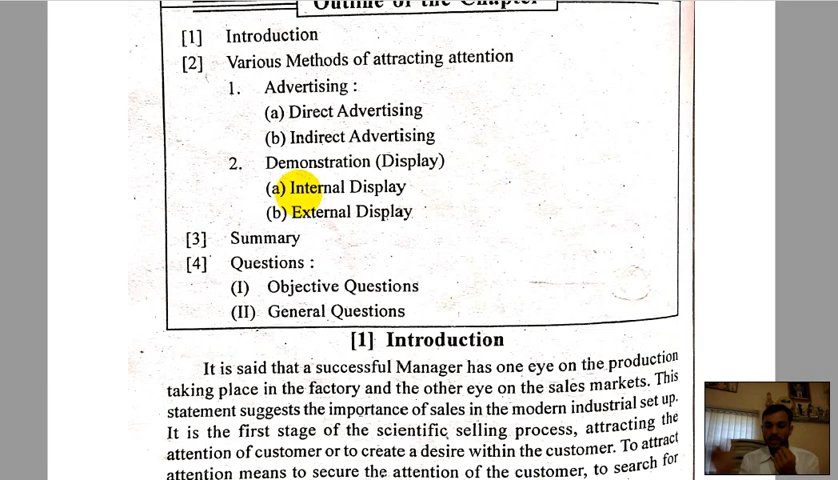 Outline of the Chapter
[1] Introduction
[2] Various Methods of attracting attention
1. Advertising :
(a) Direct Advertising
(b) Indirect Advertising
2. Demonstration (Display)
(a) Internal Display
(b) External Display
[3] Summary
[4] Questions :
(I) Objective Questions
(II) General Questions
[1] Introduction
It is said that a successful Manager has one eye on the production
taking place in the factory and the other eye on the sales markets. This
statement suggests the importance of sales in the modern industrial set up.
It is the first stage of the scientific selling process, attracting the
attention of customer or to create a desire within the customer. To attract
attention means to secure the attention of the customer, to search for